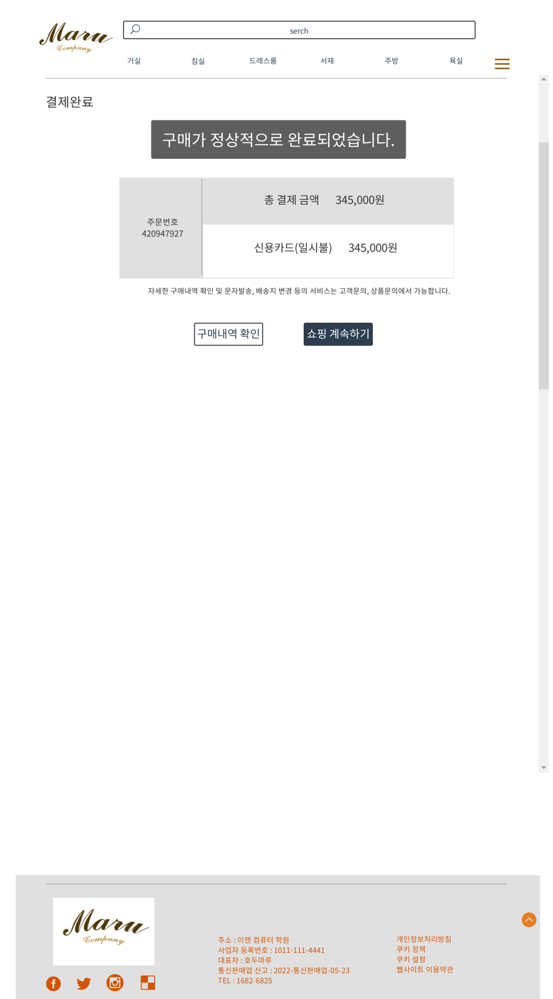 Maru
Company
serch
거실 침실 드레스룸 서재 주방 욕실
결제완료
구매가 정상적으로 완료되었습니다.
총 결제 금액 345,000원
주문번호
420947927
신용카드(일시불) 345,000원
자세한 구매내역 확인 및 문자발송, 배송지 변경 등의 서비스는 고객문의, 상품문의에서 가능합니다.
구매내역 확인 쇼핑 계속하기
Maru
Company
주소 : 이젠 컴퓨터 학원
사업자 등록번호 : 1011-111-4441
대표자 : 호두마루
통신판매업 신고 : 2022-통신판매업-05-23
TEL : 1682-6825
개인정보처리방침
쿠키 정책
쿠키 설정
웹사이트 이용약관